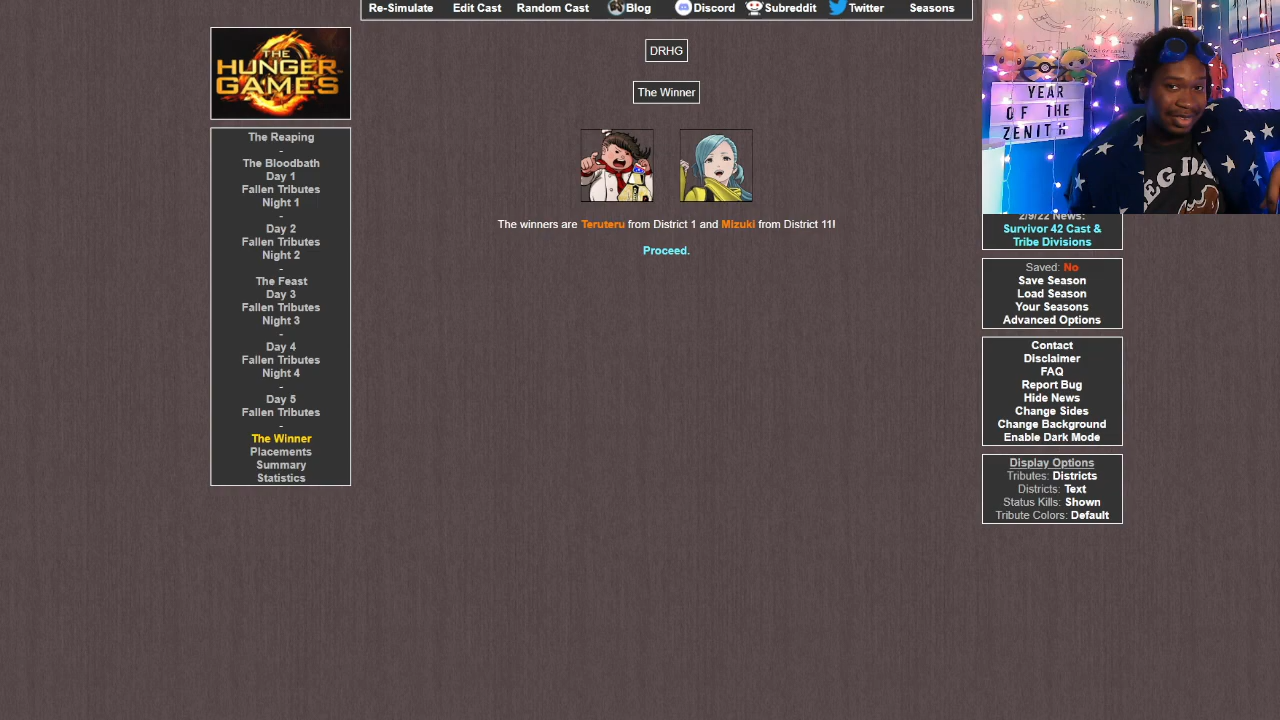 Re-Simulate Edit Cast Random Cast Blog Discord Subreddit Twitter Seasons
THE
HUNGER
GAMES
DRHG
The Winner
The winners are Teruteru from District 1 and Mizuki from District 11!
Proceed.
The Reaping
-
The Bloodbath
Day 1
Fallen Tributes
Night 1
-
Day 2
Fallen Tributes
Night 2
-
The Feast
Day 3
Fallen Tributes
Night 3
-
Day 4
Fallen Tributes
Night 4
-
Day 5
Fallen Tributes
-
The Winner
Placements
Summary
Statistics
YEAR
OF THE
ZENITH
2/9/22 News:
Survivor 42 Cast &
Tribe Divisions
Saved: No
Save Season
Load Season
Your Seasons
Advanced Options
Contact
Disclaimer
FAQ
Report Bug
Hide News
Change Sides
Change Background
Enable Dark Mode
Display Options
Tributes: Districts
Districts: Text
Status Kills: Shown
Tribute Colors: Default